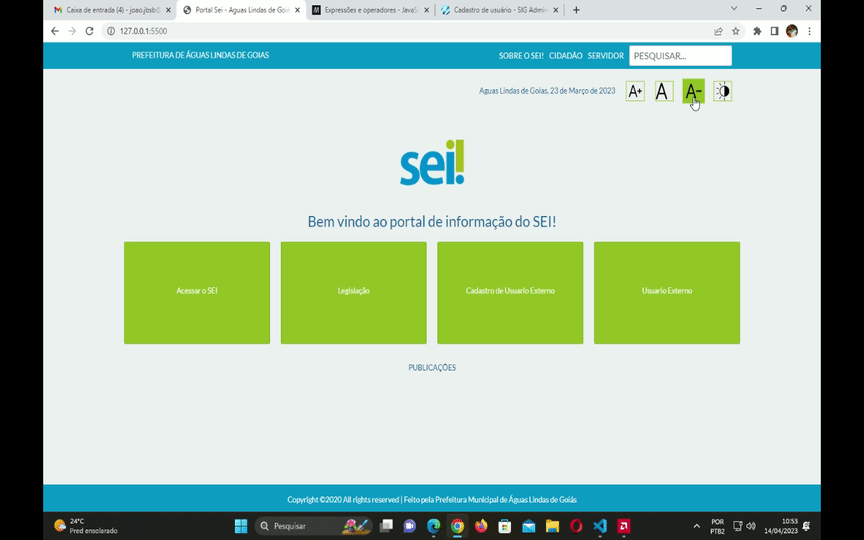 Caixa de entrada (4) - joao.jbsb@
Portal Sei - Aguas Lindas de Goiá
Expressões e operadores - JavaS
Cadastro de usuário - SIG Admin
127.0.0.1:5500
PREFEITURA DE ÁGUAS LINDAS DE GOIAS
SOBRE O SEI! CIDADÃO SERVIDOR PESQUISAR...
Aguas Lindas de Goias, 23 de Março de 2023 A+ A A-
sei!
Bem vindo ao portal de informação do SEI!
Acessar o SEI
Legislação
Cadastro de Usuario Externo
Usuario Externo
PUBLICAÇÕES
Copyright ©2020 All rights reserved | Feito pela Prefeitura Municipal de Águas Lindas de Goiás
24°C
Pred ensolarado
Pesquisar
POR
PTB2
10:53
14/04/2023